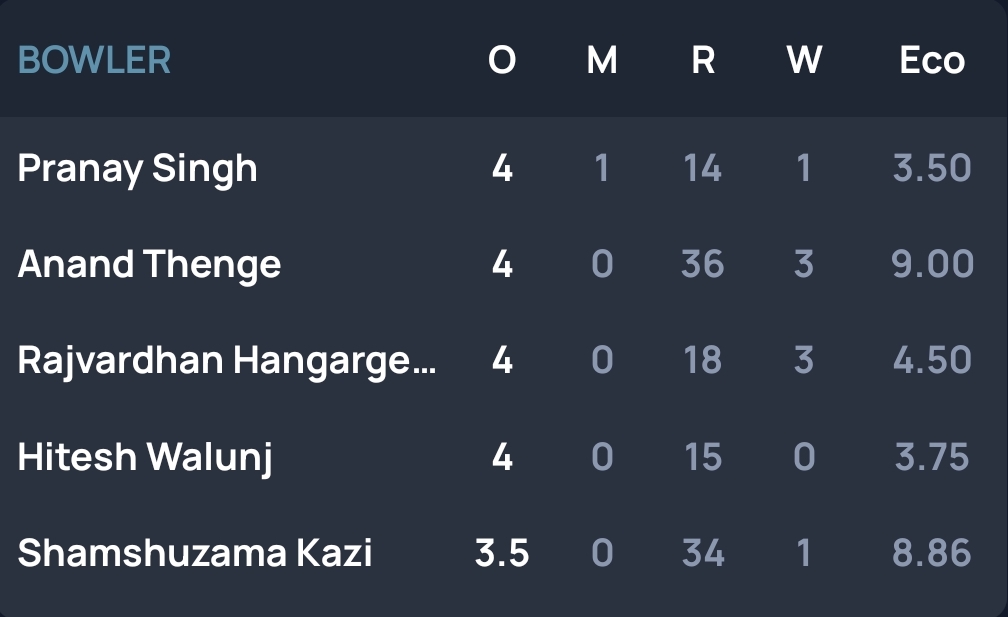 BOWLER O M R W Eco
Pranay Singh 4 1 14 1 3.50
Anand Thenge 4 0 36 3 9.00
Rajvardhan Hangarge... 4 0 18 3 4.50
Hitesh Walunj 4 0 15 0 3.75
Shamshuzama Kazi 3.5 0 34 1 8.86